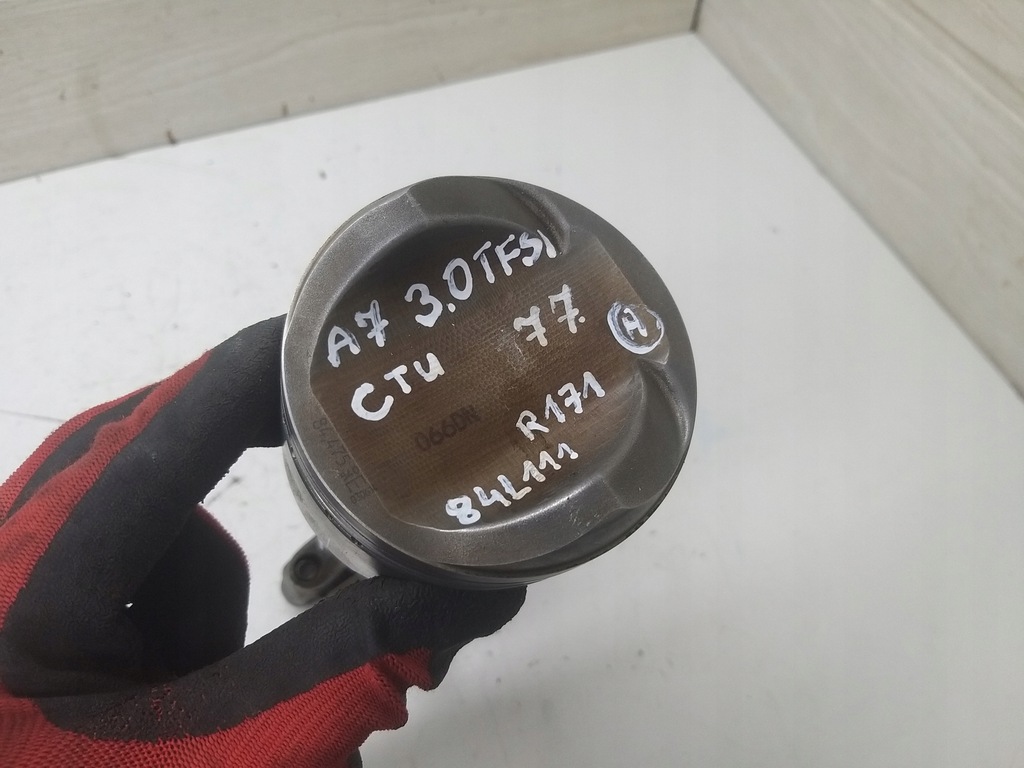 A7 3.0TFSI
CTU 77.
A
R171
84L111
066DN